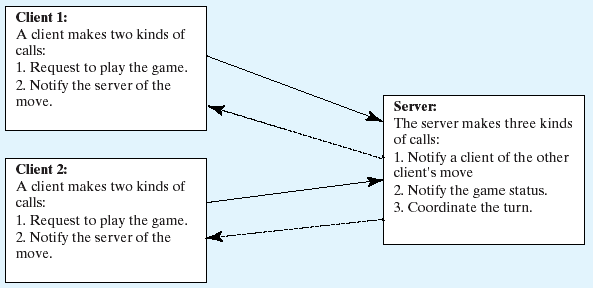 Client 1:
A client makes two kinds of
calls:
1. Request to play the game.
2. Notify the server of the
move.
Client 2:
A client makes two kinds of
calls:
1. Request to play the game.
2. Notify the server of the
move.
Server:
The server makes three kinds
of calls:
1. Notify a client of the other
client's move
2. Notify the game status.
3. Coordinate the turn.